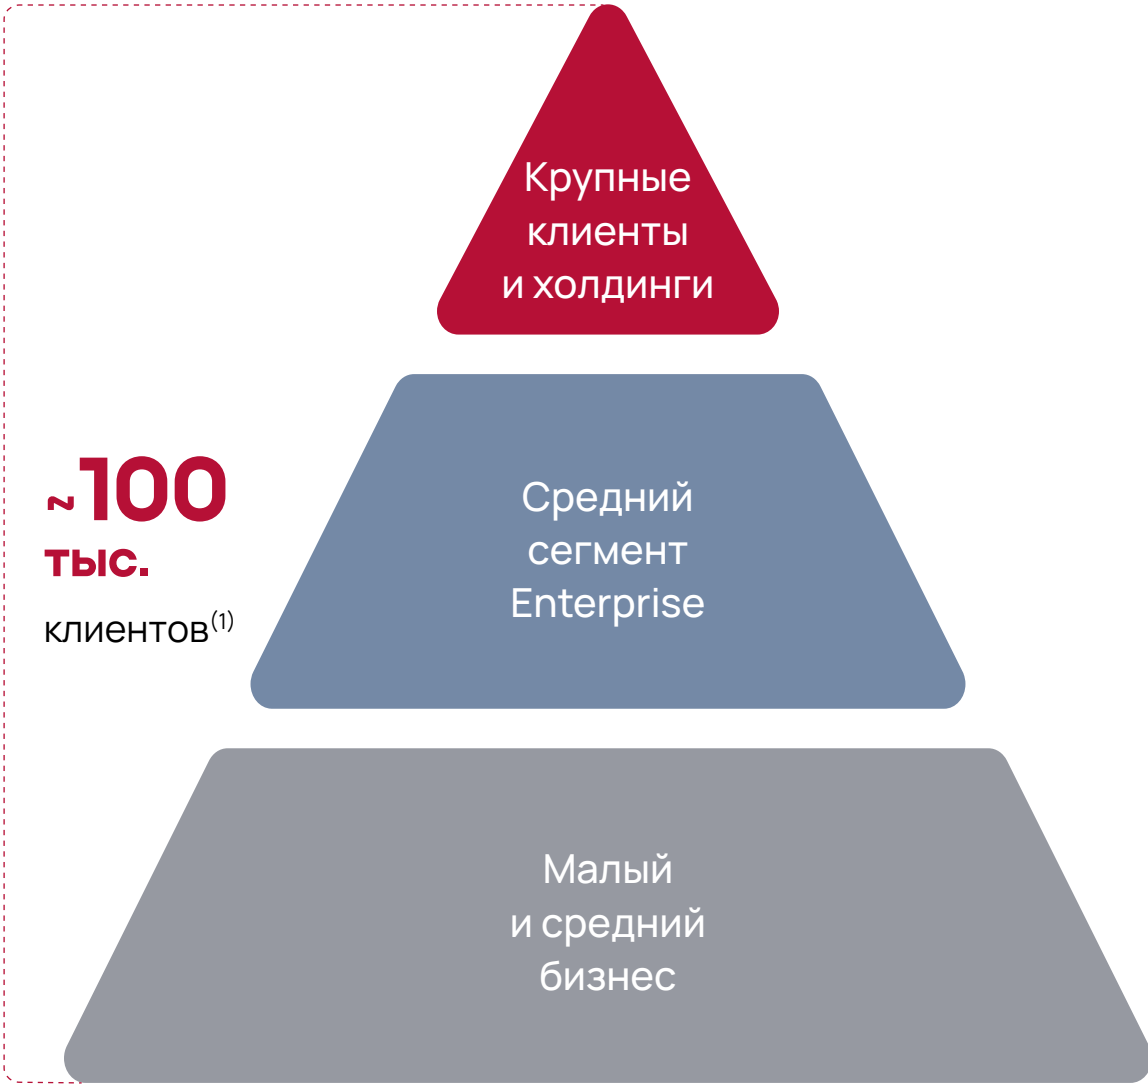 Крупные
клиенты
и холдинги
~100
тыс.
клиентов(1)
Средний
сегмент
Enterprise
Малый
и средний
бизнес